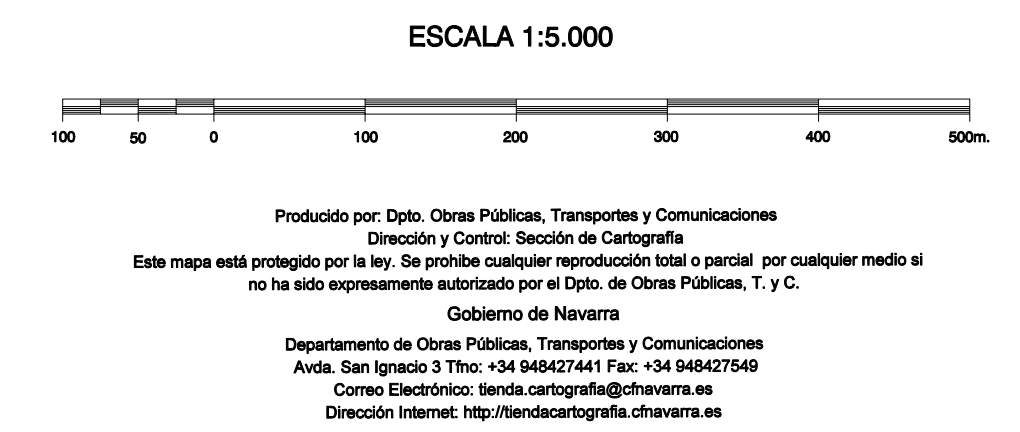 ESCALA 1:5.000
100 50 0 100 200 300 400 500m.
Producido por: Dpto. Obras Públicas, Transportes y Comunicaciones
Dirección y Control: Sección de Cartografía
Este mapa está protegido por la ley. Se prohibe cualquier reproducción total o parcial por cualquier medio si
no ha sido expresamente autorizado por el Dpto. de Obras Públicas, T. y C.
Gobierno de Navarra
Departamento de Obras Públicas, Transportes y Comunicaciones
Avda. San Ignacio 3 Tfno: +34 948427441 Fax: +34 948427549
Correo Electrónico: tienda.cartografia@cfnavarra.es
Dirección Internet: http://tiendacartografia.cfnavarra.es